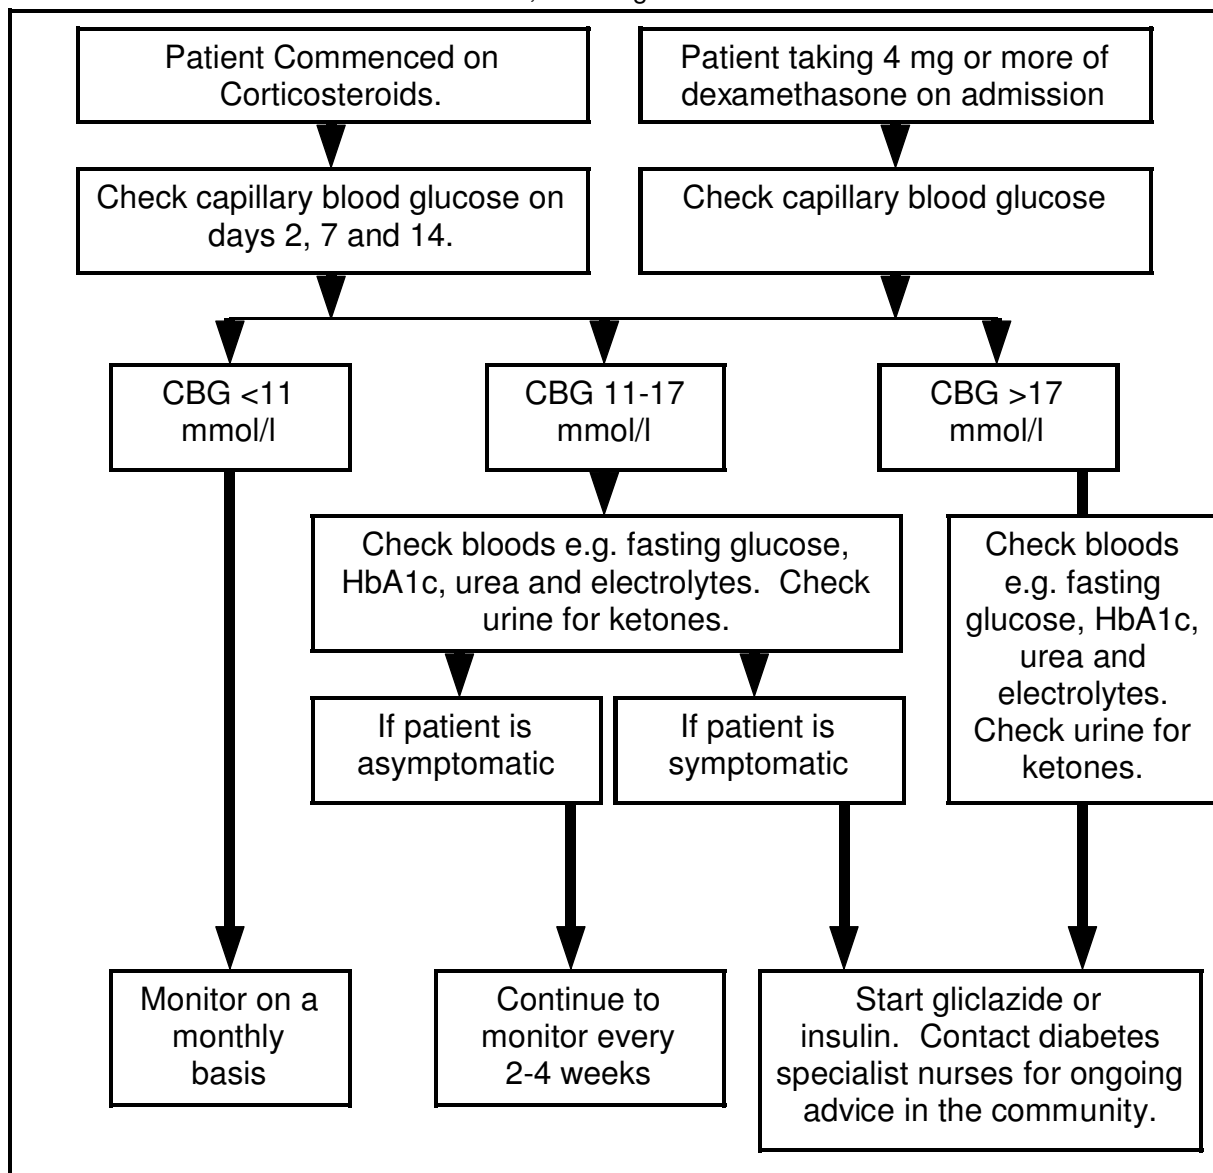 Patient Commenced on
Corticosteroids.
Patient taking 4 mg or more of
dexamethasone on admission
Check capillary blood glucose on
days 2, 7 and 14.
Check capillary blood glucose
CBG <11
mmol/l
CBG 11-17
mmol/l
CBG >17
mmol/l
Check bloods e.g. fasting glucose,
HbA1c, urea and electrolytes.  Check
urine for ketones.
Check bloods
e.g. fasting
glucose, HbA1c,
urea and
electrolytes.
Check urine for
ketones.
If patient is
asymptomatic
If patient is
symptomatic
Monitor on a
monthly
basis
Continue to
monitor every
2-4 weeks
Start gliclazide or
insulin.  Contact diabetes
specialist nurses for ongoing
advice in the community.